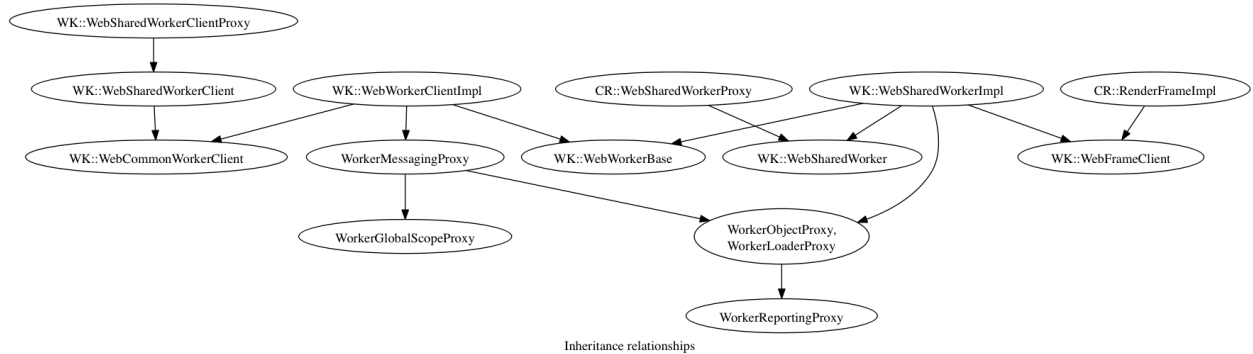 WK::WebSharedWorkerClientProxy
WK::WebSharedWorkerClient
WK::WebWorkerClientImpl
CR::WebSharedWorkerProxy
WK::WebSharedWorkerImpl
CR::RenderFrameImpl
WK::WebCommonWorkerClient
WorkerMessagingProxy
WK::WebWorkerBase
WK::WebSharedWorker
WK::WebFrameClient
WorkerGlobalScopeProxy
WorkerObjectProxy,
WorkerLoaderProxy
WorkerReportingProxy
Inheritance relationships